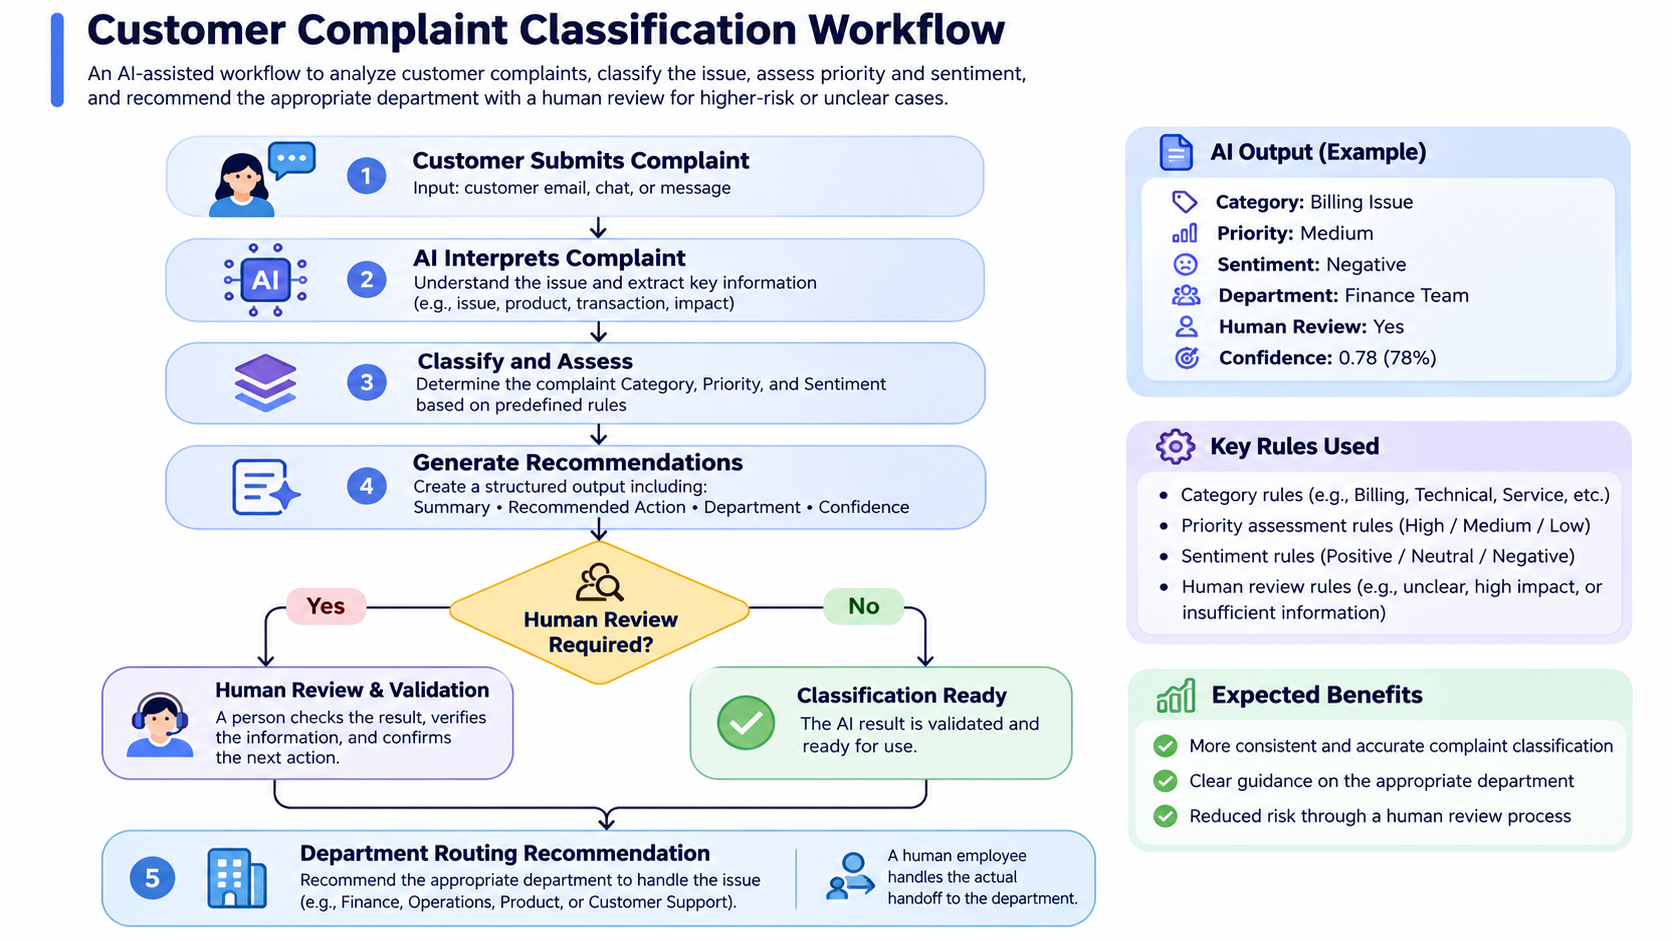 Customer Complaint Classification Workflow
An AI-assisted workflow to analyze customer complaints, classify the issue, assess priority and sentiment,
and recommend the appropriate department with a human review for higher-risk or unclear cases.
1
Customer Submits Complaint
Input: customer email, chat, or message
AI
2
AI Interprets Complaint
Understand the issue and extract key information
(e.g., issue, product, transaction, impact)
3
Classify and Assess
Determine the complaint Category, Priority, and Sentiment
based on predefined rules
4
Generate Recommendations
Create a structured output including:
Summary • Recommended Action • Department • Confidence
Human Review
Required?
Yes
No
Human Review & Validation
A person checks the result, verifies
the information, and confirms
the next action.
Classification Ready
The AI result is validated and
ready for use.
5
Department Routing Recommendation
Recommend the appropriate department to handle the issue
(e.g., Finance, Operations, Product, or Customer Support).
A human employee
handles the actual
handoff to the department.
AI Output (Example)
Category: Billing Issue
Priority: Medium
Sentiment: Negative
Department: Finance Team
Human Review: Yes
Confidence: 0.78 (78%)
Key Rules Used
• Category rules (e.g., Billing, Technical, Service, etc.)
• Priority assessment rules (High / Medium / Low)
• Sentiment rules (Positive / Neutral / Negative)
• Human review rules (e.g., unclear, high impact, or
insufficient information)
Expected Benefits
More consistent and accurate complaint classification
Clear guidance on the appropriate department
Reduced risk through a human review process